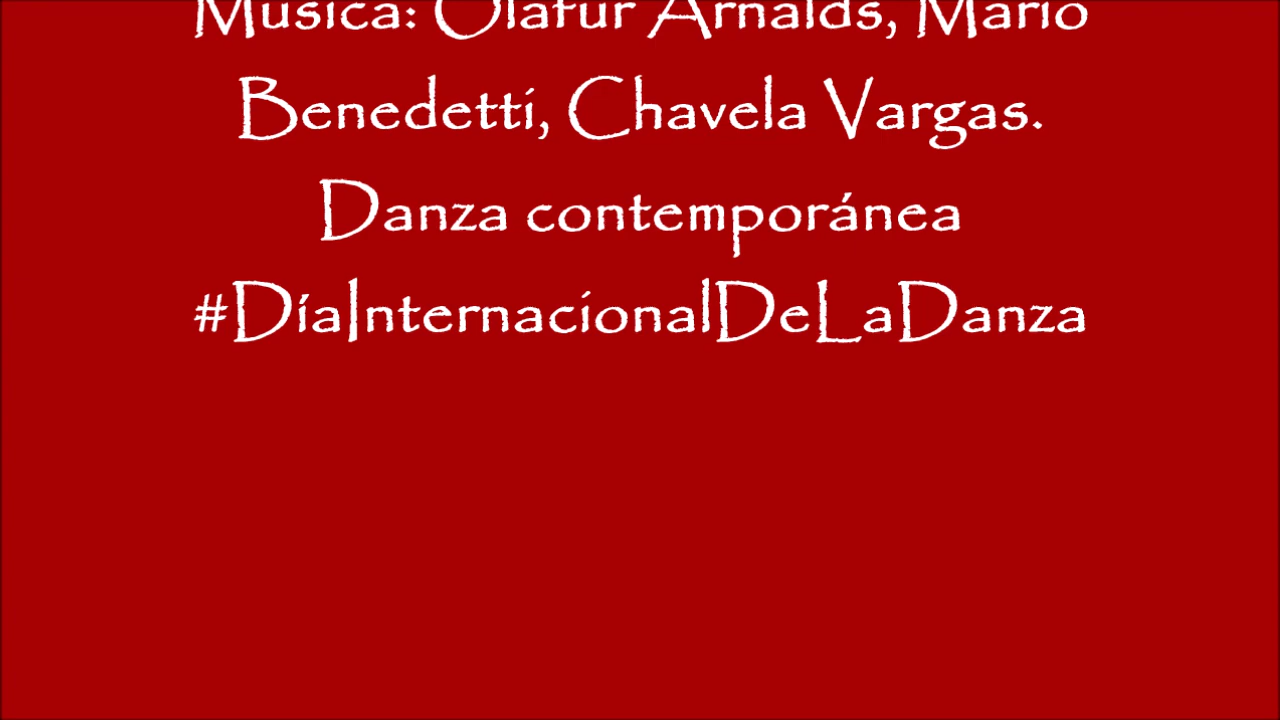 Musica: Olafur Arnalds, Mario
Benedetti, Chavela Vargas.
Danza contemporánea
#DíaInternacionalDeLaDanza